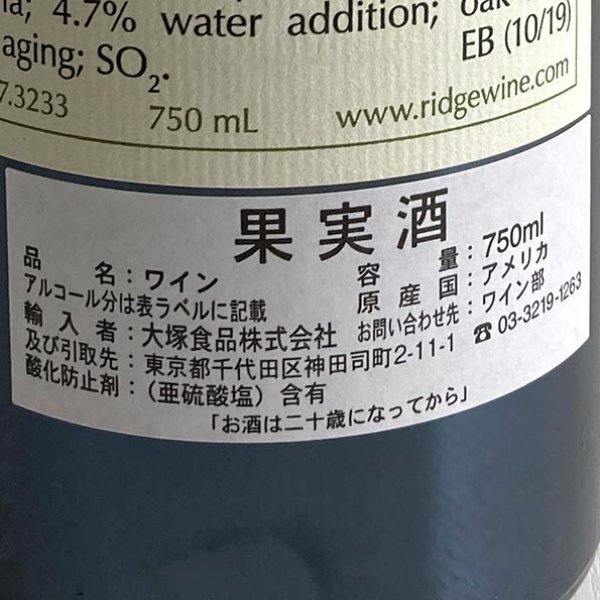 4.7% water addition; oak
aging; SO2.
EB (10/19)
7.3233
750 mL
www.ridgewine.com
果実酒
品名：ワイン
容量：750ml
アルコール分は表ラベルに記載
原産国：アメリカ
輸入者：大塚食品株式会社
お問い合わせ先：ワイン部
及び引取先：東京都千代田区神田司町2-11-1
☎ 03-3219-1263
酸化防止剤：（亜硫酸塩）含有
「お酒は二十歳になってから」